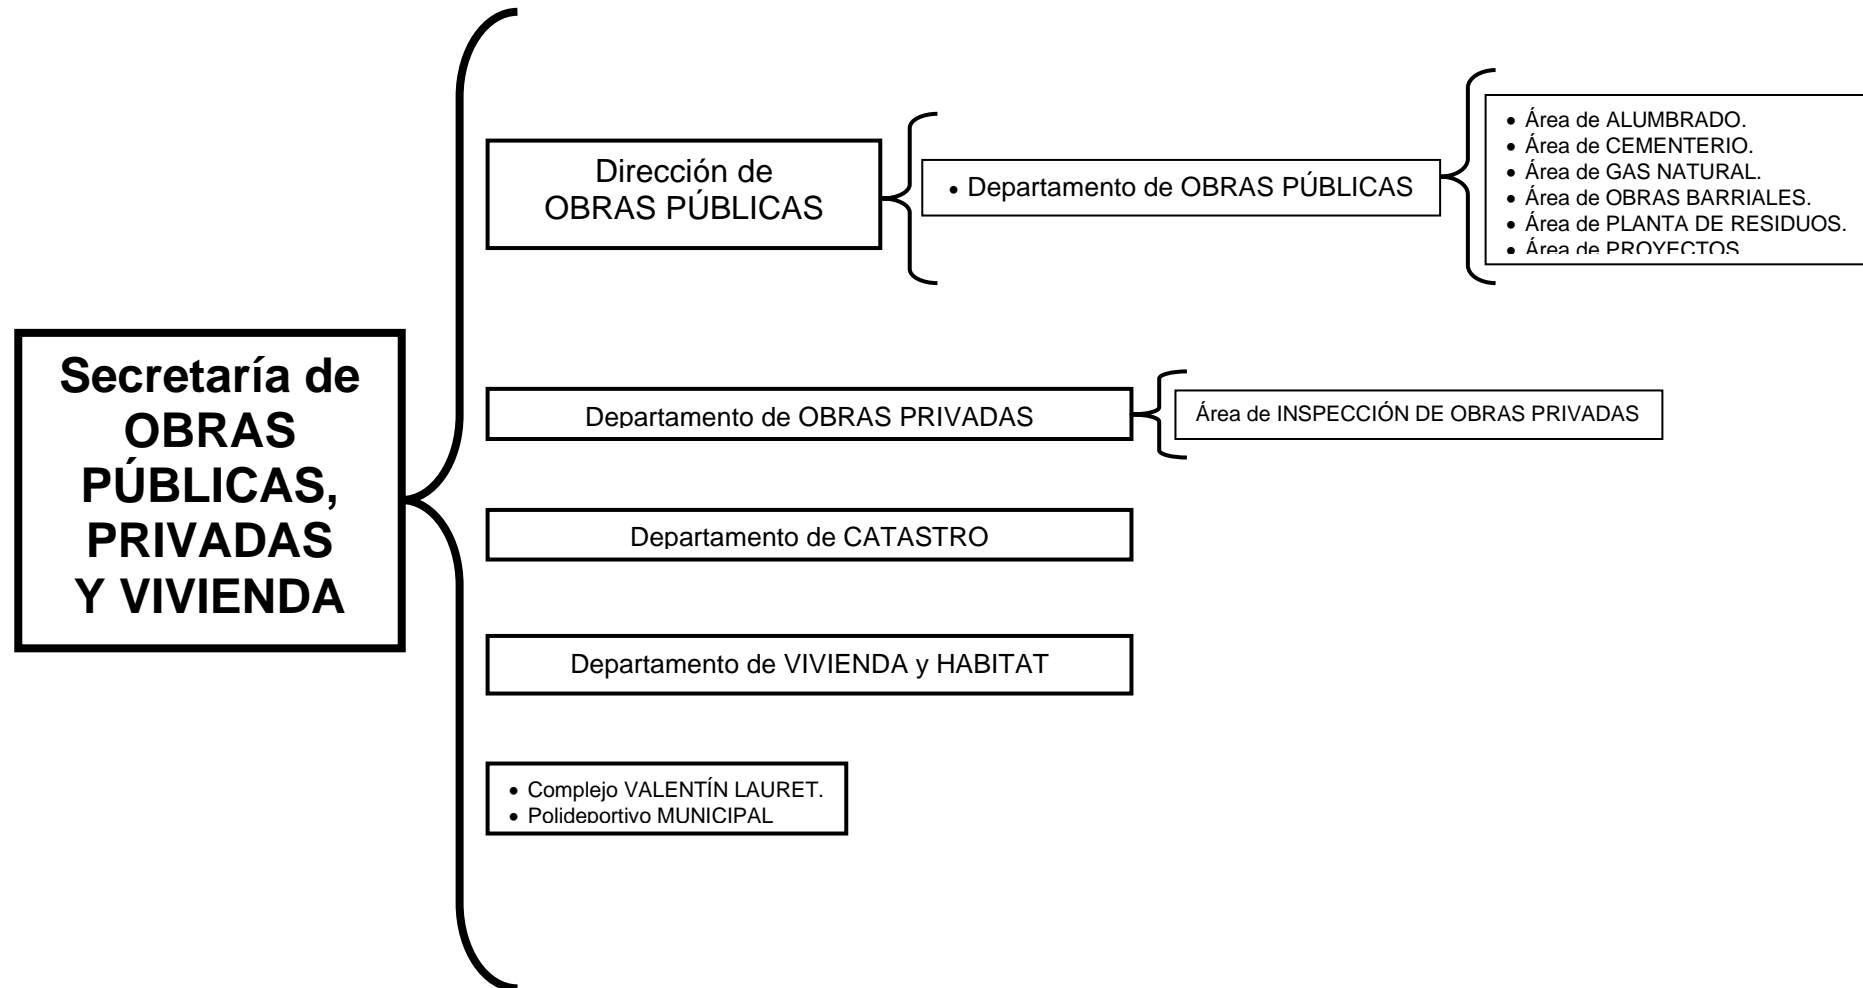 Secretaría de
OBRAS
PÚBLICAS,
PRIVADAS
Y VIVIENDA
Dirección de
OBRAS PÚBLICAS
• Departamento de OBRAS PÚBLICAS
• Área de ALUMBRADO.
• Área de CEMENTERIO.
• Área de GAS NATURAL.
• Área de OBRAS BARRIALES.
• Área de PLANTA DE RESIDUOS.
• Área de PROYECTOS
Departamento de OBRAS PRIVADAS
Área de INSPECCIÓN DE OBRAS PRIVADAS
Departamento de CATASTRO
Departamento de VIVIENDA y HABITAT
• Complejo VALENTÍN LAURET.
• Polideportivo MUNICIPAL